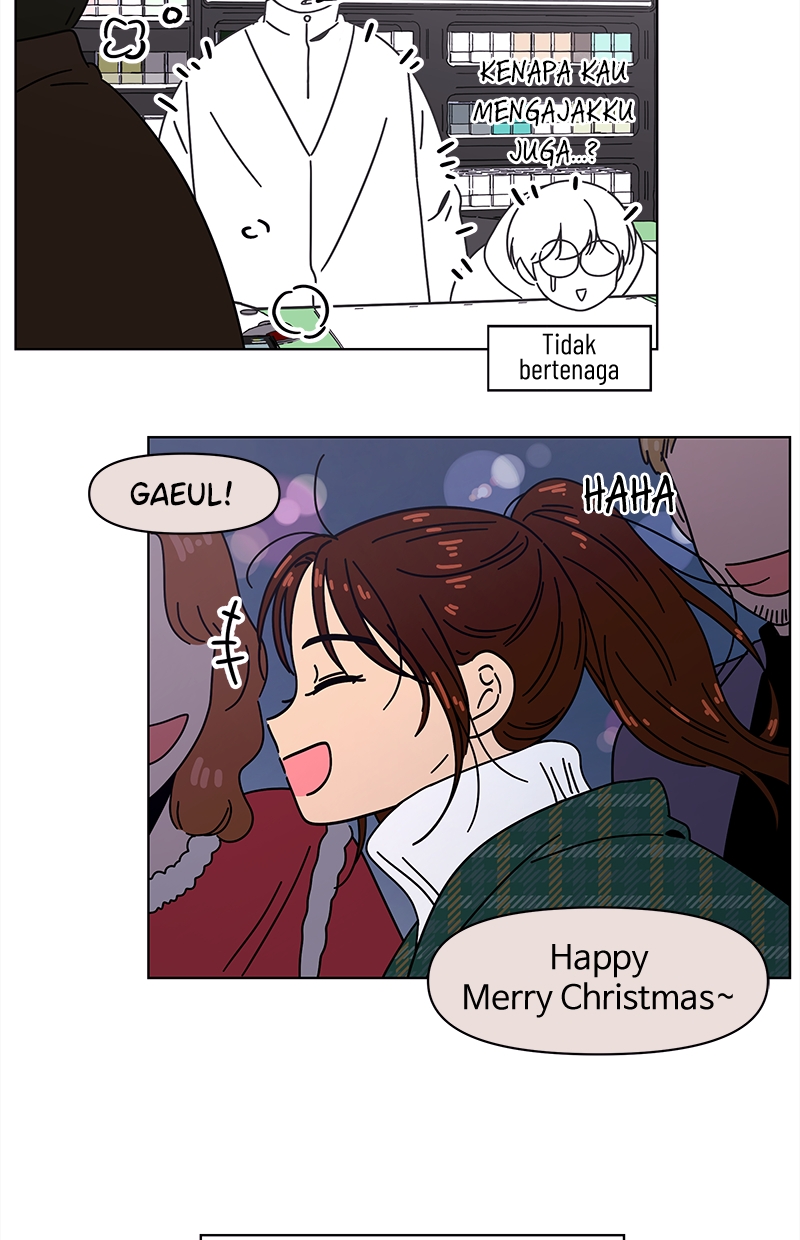 KENAPA KAU
MENGAJAKKU
JUGA...?
Tidak
bertenaga
GAEUL!
HAHA
Happy
Merry Christmas~